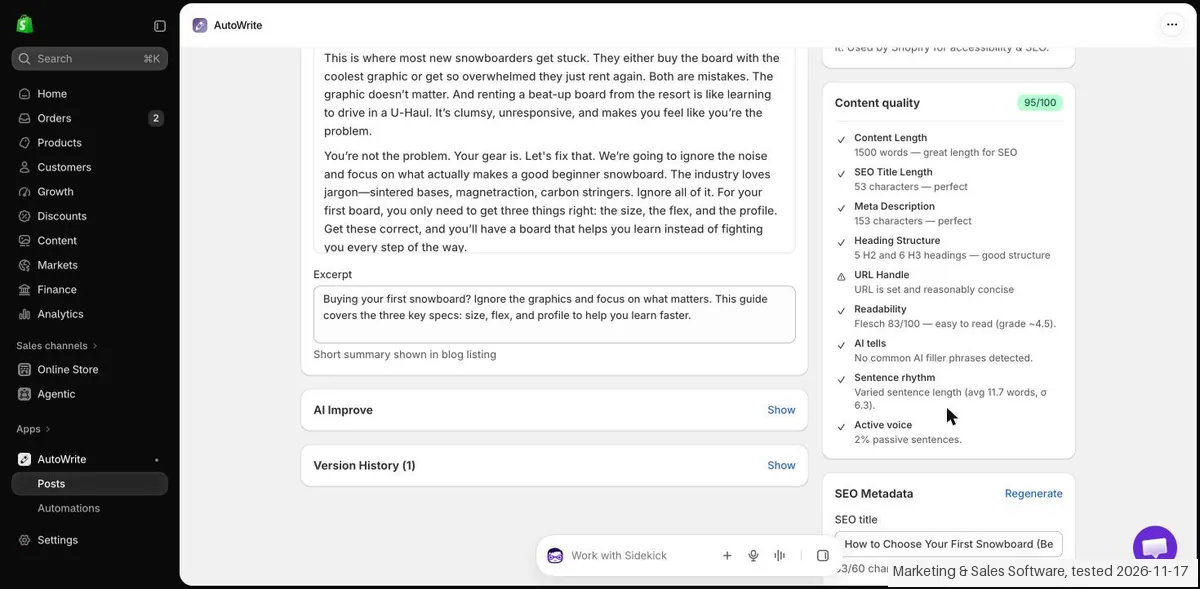 Search
⌘K
Home
Orders
2
Products
Customers
Growth
Discounts
Content
Markets
Finance
Analytics
Sales channels
Online Store
Agentic
Apps
AutoWrite
Posts
Automations
Settings
AutoWrite
This is where most new snowboarders get stuck. They either buy the board with the
coolest graphic or get so overwhelmed they just rent again. Both are mistakes. The
graphic doesn’t matter. And renting a beat-up board from the resort is like learning
to drive in a U-Haul. It’s clumsy, unresponsive, and makes you feel like you’re the
problem.
You’re not the problem. Your gear is. Let's fix that. We’re going to ignore the noise
and focus on what actually makes a good beginner snowboard. The industry loves
jargon—sintered bases, magnetraction, carbon stringers. Ignore all of it. For your
first board, you only need to get three things right: the size, the flex, and the profile.
Get these correct, and you’ll have a board that helps you learn instead of fighting
you every step of the way.
Excerpt
Buying your first snowboard? Ignore the graphics and focus on what matters. This guide
covers the three key specs: size, flex, and profile to help you learn faster.
Short summary shown in blog listing
AI Improve
Show
Version History (1)
Show
Work with Sidekick
it. Used by Shopify for accessibility & SEO.
Content quality
95/100
Content Length
1500 words — great length for SEO
SEO Title Length
53 characters — perfect
Meta Description
153 characters — perfect
Heading Structure
5 H2 and 6 H3 headings — good structure
URL Handle
URL is set and reasonably concise
Readability
Flesch 83/100 — easy to read (grade ~4.5).
AI tells
No common AI filler phrases detected.
Sentence rhythm
Varied sentence length (avg 11.7 words, σ
6.3).
Active voice
2% passive sentences.
SEO Metadata
Regenerate
SEO title
How to Choose Your First Snowboard (Be
Marketing & Sales Software, tested 2026-11-17